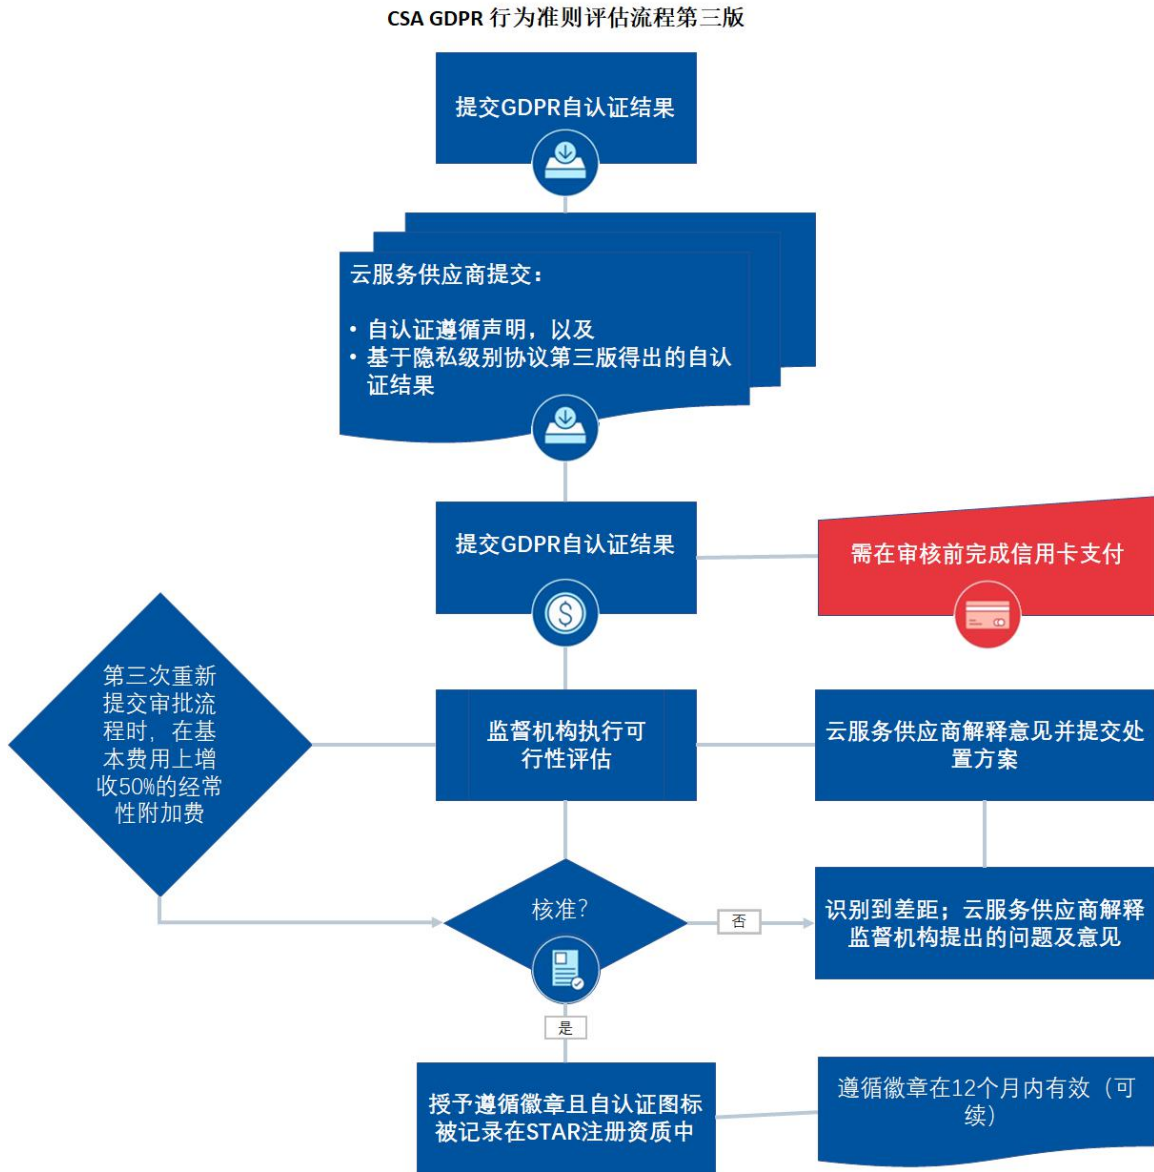 CSA GDPR 行为准则评估流程第三版
提交GDPR自认证结果
云服务供应商提交：
• 自认证遵循声明，以及
• 基于隐私级别协议第三版得出的自认
证结果
提交GDPR自认证结果
需在审核前完成信用卡支付
第三次重新
提交审批流
程时，在基
本费用上增
收50%的经常
性附加费
监督机构执行可
行性评估
云服务供应商解释意见并提交处
置方案
核准？
否
识别到差距；云服务供应商解释
监督机构提出的问题及意见
是
授予遵循徽章且自认证图标
被记录在STAR注册资质中
遵循徽章在12个月内有效（可
续）